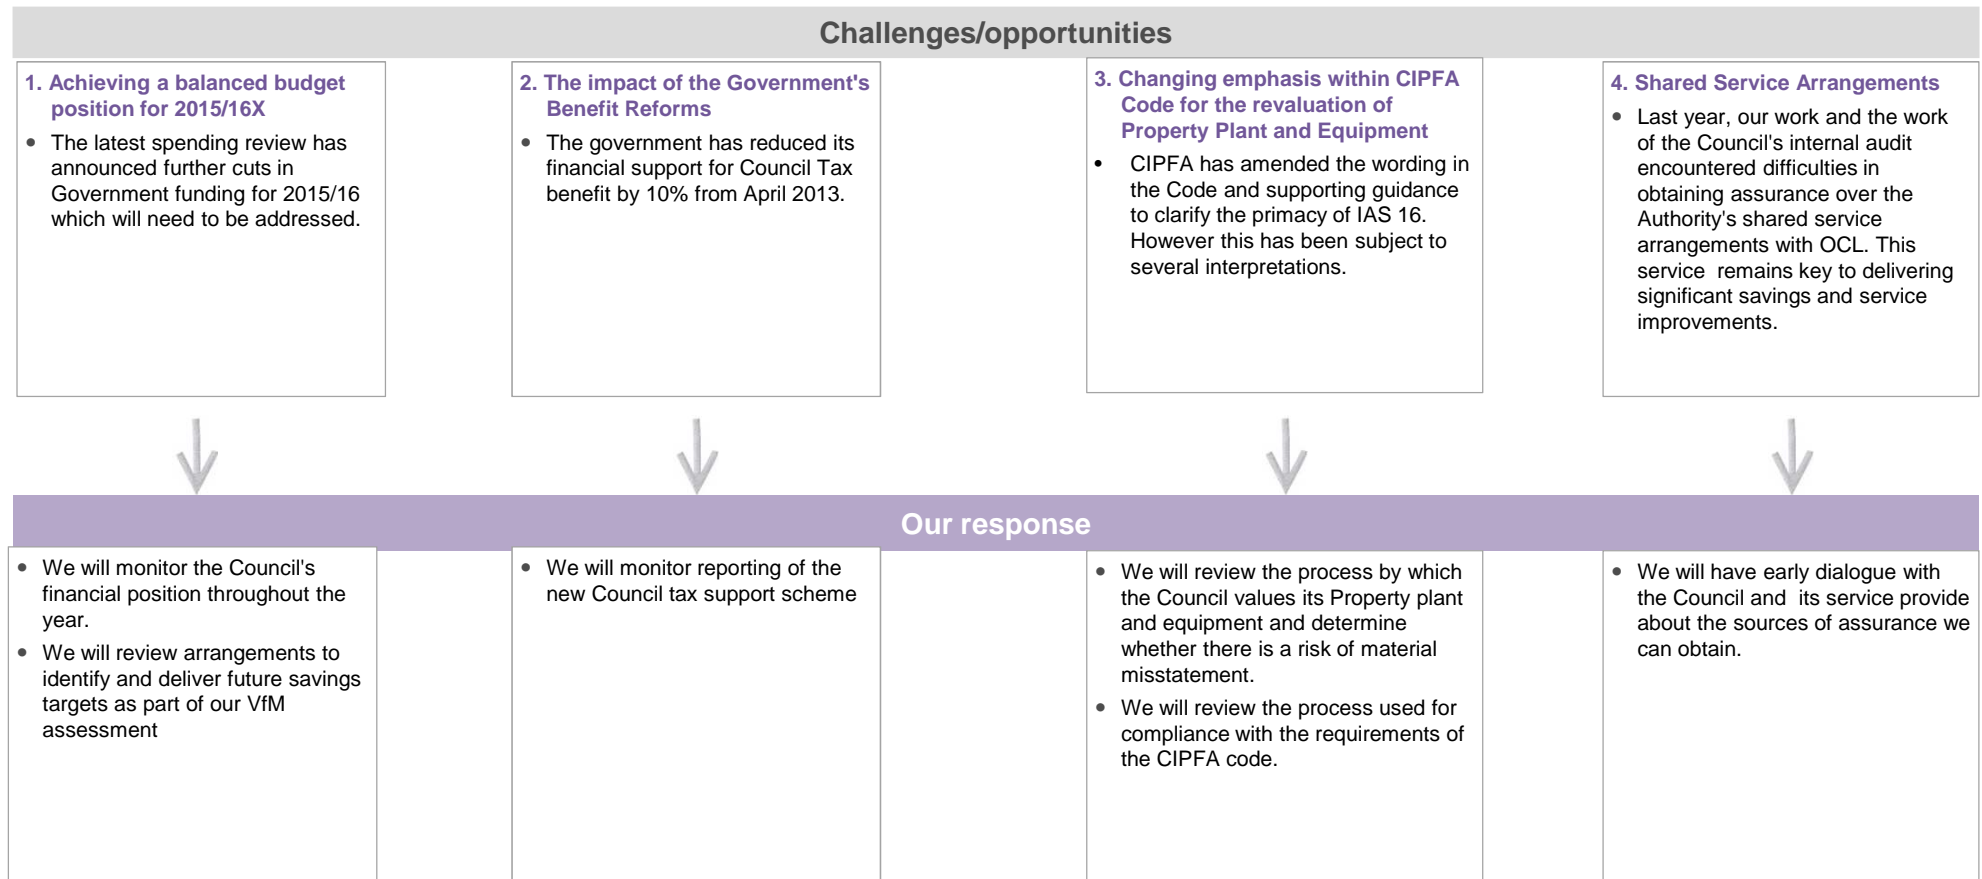 Challenges/opportunities
1. Achieving a balanced budget
position for 2015/16X
• The latest spending review has
announced further cuts in
Government funding for 2015/16
which will need to be addressed.
2. The impact of the Government's
Benefit Reforms
• The government has reduced its
financial support for Council Tax
benefit by 10% from April 2013.
3. Changing emphasis within CIPFA
Code for the revaluation of
Property Plant and Equipment
• CIPFA has amended the wording in
the Code and supporting guidance
to clarify the primacy of IAS 16.
However this has been subject to
several interpretations.
4. Shared Service Arrangements
• Last year, our work and the work
of the Council's internal audit
encountered difficulties in
obtaining assurance over the
Authority's shared service
arrangements with OCL. This
service remains key to delivering
significant savings and service
improvements.
Our response
• We will monitor the Council's
financial position throughout the
year.
• We will review arrangements to
identify and deliver future savings
targets as part of our VfM
assessment
• We will monitor reporting of the
new Council tax support scheme
• We will review the process by which
the Council values its Property plant
and equipment and determine
whether there is a risk of material
misstatement.
• We will review the process used for
compliance with the requirements of
the CIPFA code.
• We will have early dialogue with
the Council and its service provide
about the sources of assurance we
can obtain.